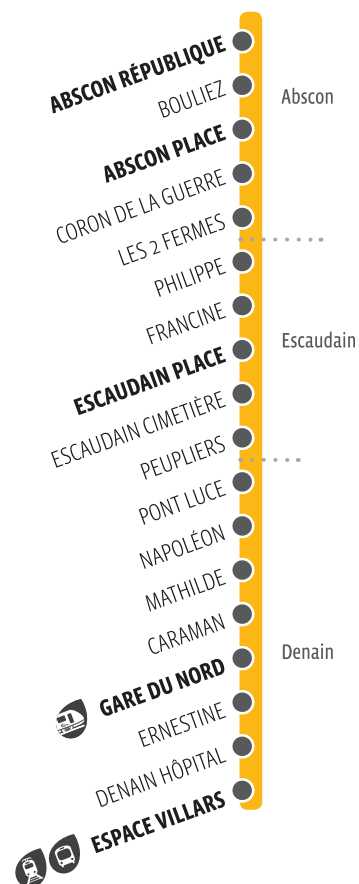 ABSCON RÉPUBLIQUE
BOULIEZ
Abscon
ABSCON PLACE
CORON DE LA GUERRE
LES 2 FERMES
PHILIPPE
FRANCINE
Escaudain
ESCAUDAIN PLACE
ESCAUDAIN CIMETIÈRE
PEUPLIERS
PONT LUCE
NAPOLÉON
MATHILDE
CARAMAN
Denain
GARE DU NORD
ERNESTINE
DENAIN HÔPITAL
ESPACE VILLARS